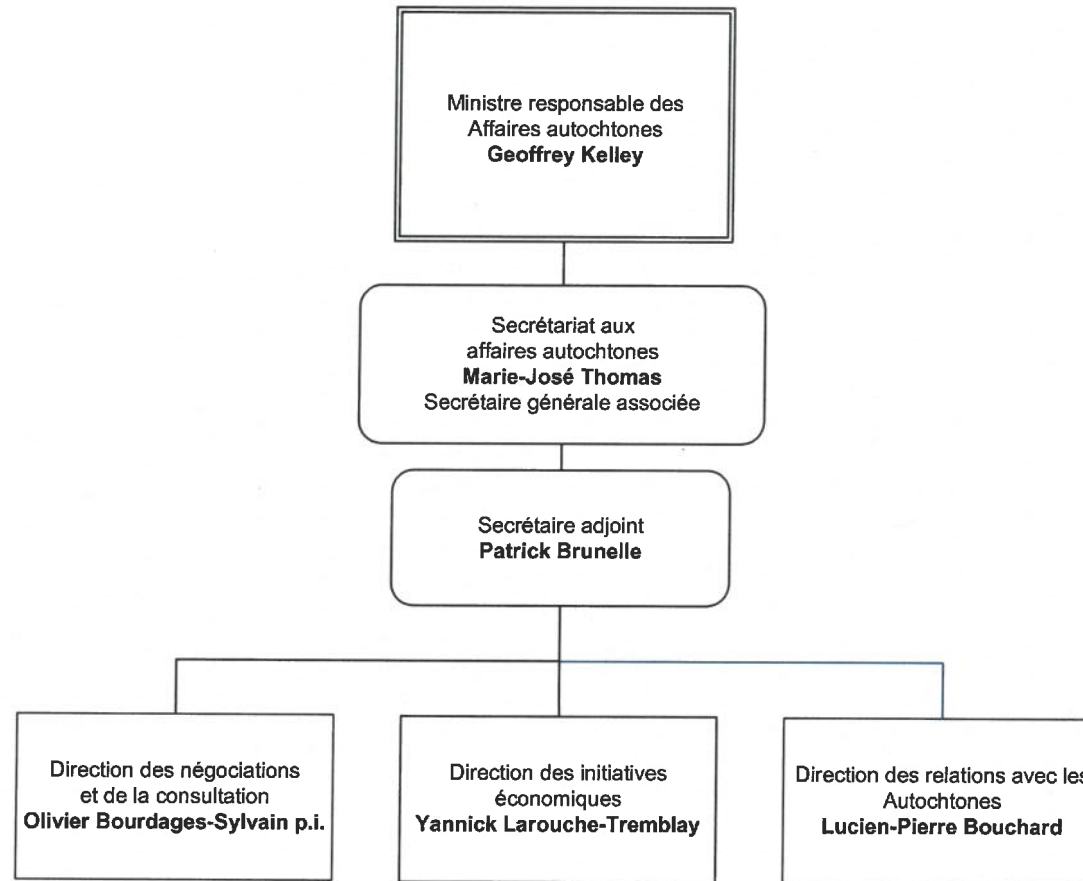 Ministre responsable des
Affaires autochtones
Geoffrey Kelley
Secrétariat aux
affaires autochtones
Marie-José Thomas
Secrétaire générale associée
Secrétaire adjoint
Patrick Brunelle
Direction des négociations
et de la consultation
Olivier Bourdages-Sylvain p.i.
Direction des initiatives
économiques
Yannick Larouche-Tremblay
Direction des relations avec les
Autochtones
Lucien-Pierre Bouchard